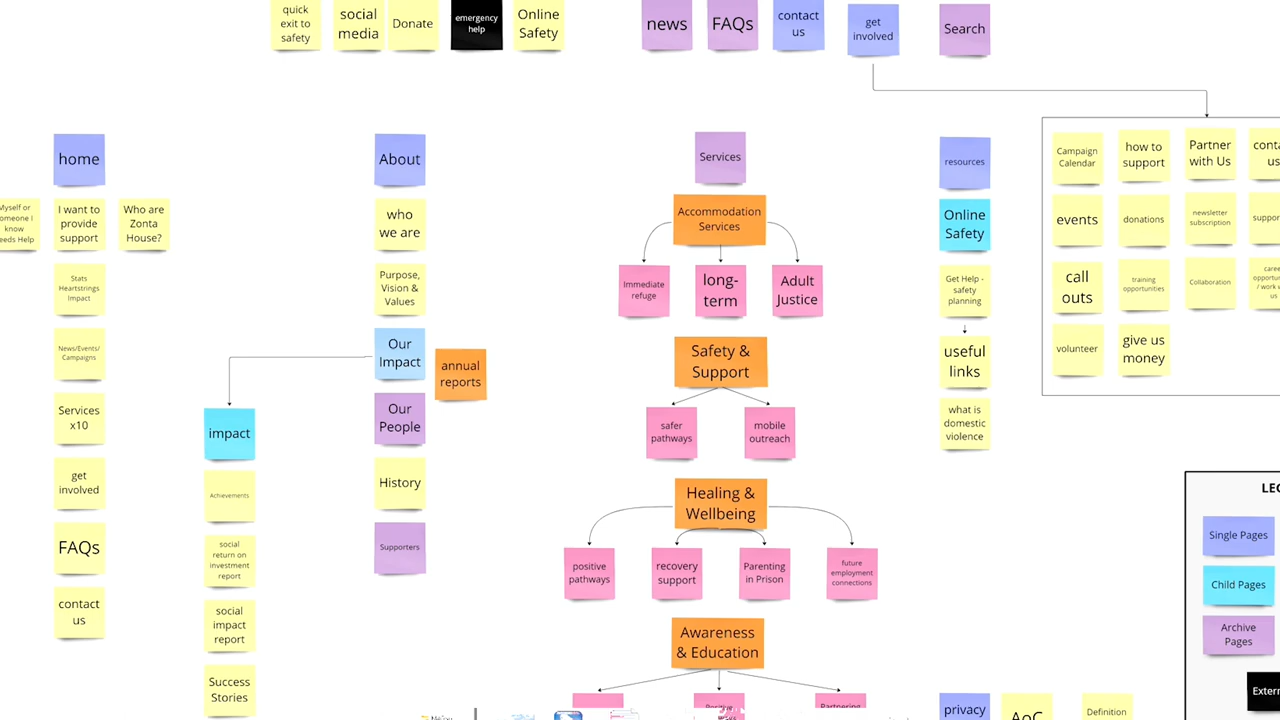 quick
exit to
safety
social
media
Donate
emergency
help
Online
Safety
news
FAQs
contact
us
get
involved
Search
home
I want to
provide
support
Who are
Zonta
House?
Stats
Heartstrings
Impact
News/Events/
Campaigns
Services
x10
get
involved
FAQs
contact
us
impact
Achievements
social
return on
investment
report
social
impact
report
Success
Stories
About
who
we are
Purpose,
Vision &
Values
Our
Impact
annual
reports
Our
People
History
Supporters
Services
Accommodation
Services
Immediate
refuge
long-
term
Adult
Justice
Safety &
Support
safer
pathways
mobile
outreach
Healing &
Wellbeing
positive
pathways
recovery
support
Parenting
in Prison
future
employment
connections
Awareness
& Education
Partnering
resources
Online
Safety
Get Help -
safety
planning
useful
links
what is
domestic
violence
privacy
Definition
Campaign
Calendar
how to
support
Partner
with Us
us
events
donations
newsletter
subscription
call
outs
training
opportunities
Collaboration
/ work
us
volunteer
give us
money
Single Pages
Child Pages
Archive
Pages